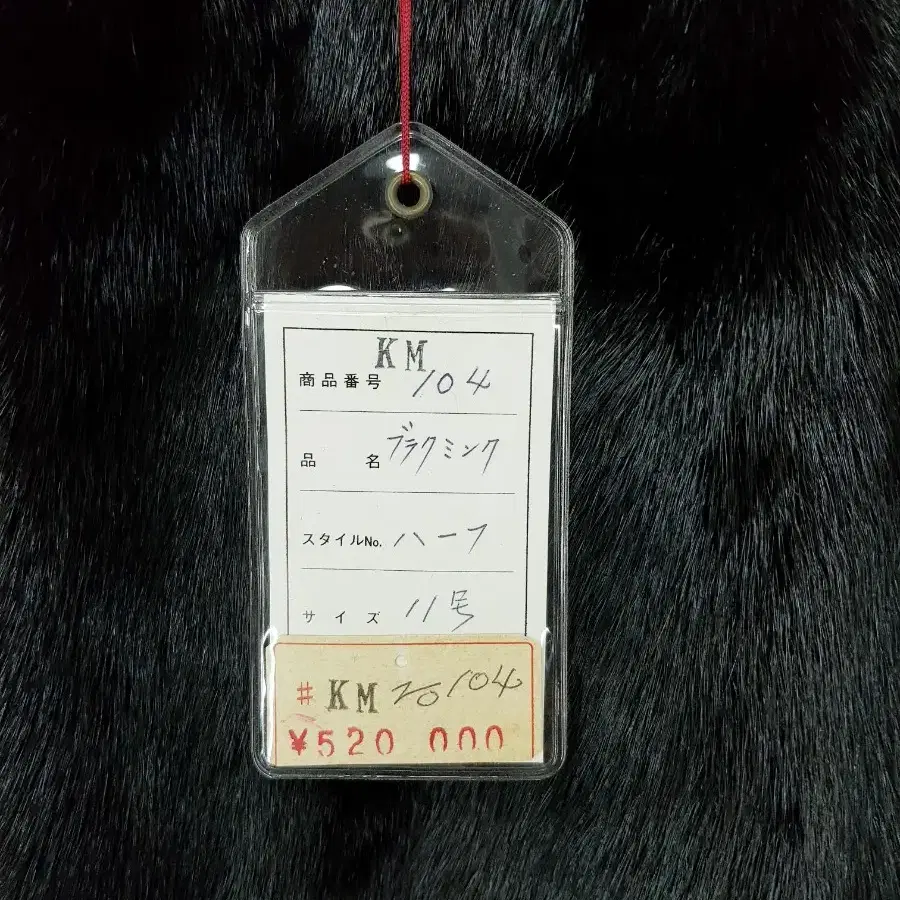 KM
商品番号 104
品名 ブラクミンク
スタイルNo. ハーフ
サイズ 11号
# KM 20104
¥520 000